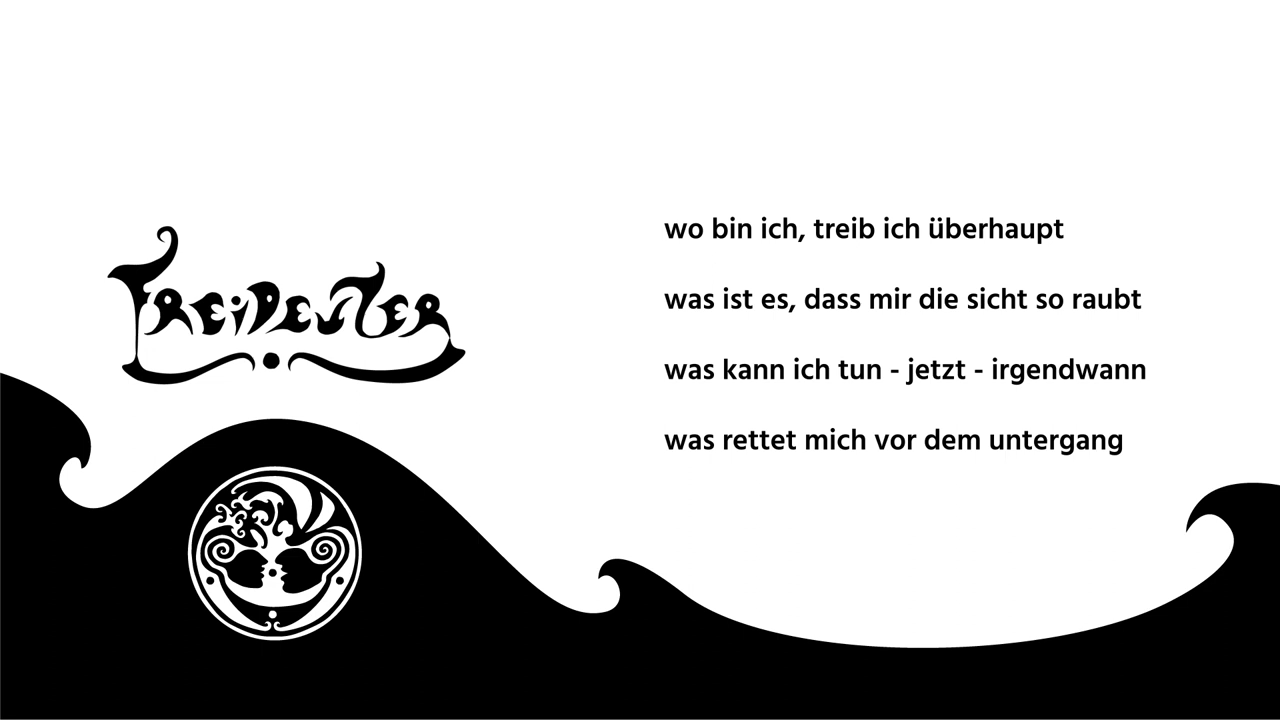 FREiDEUTER
wo bin ich, treib ich überhaupt
was ist es, dass mir die sicht so raubt
was kann ich tun - jetzt - irgendwann
was rettet mich vor dem untergang